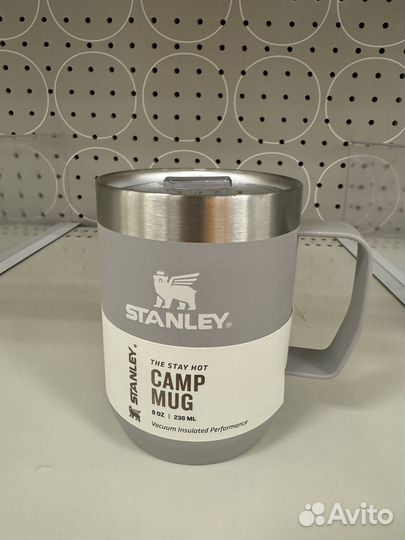 STANLEY®
STANLEY®
THE STAY HOT
CAMP
MUG
8 OZ | 236 ML
Vacuum Insulated Performance
Avito